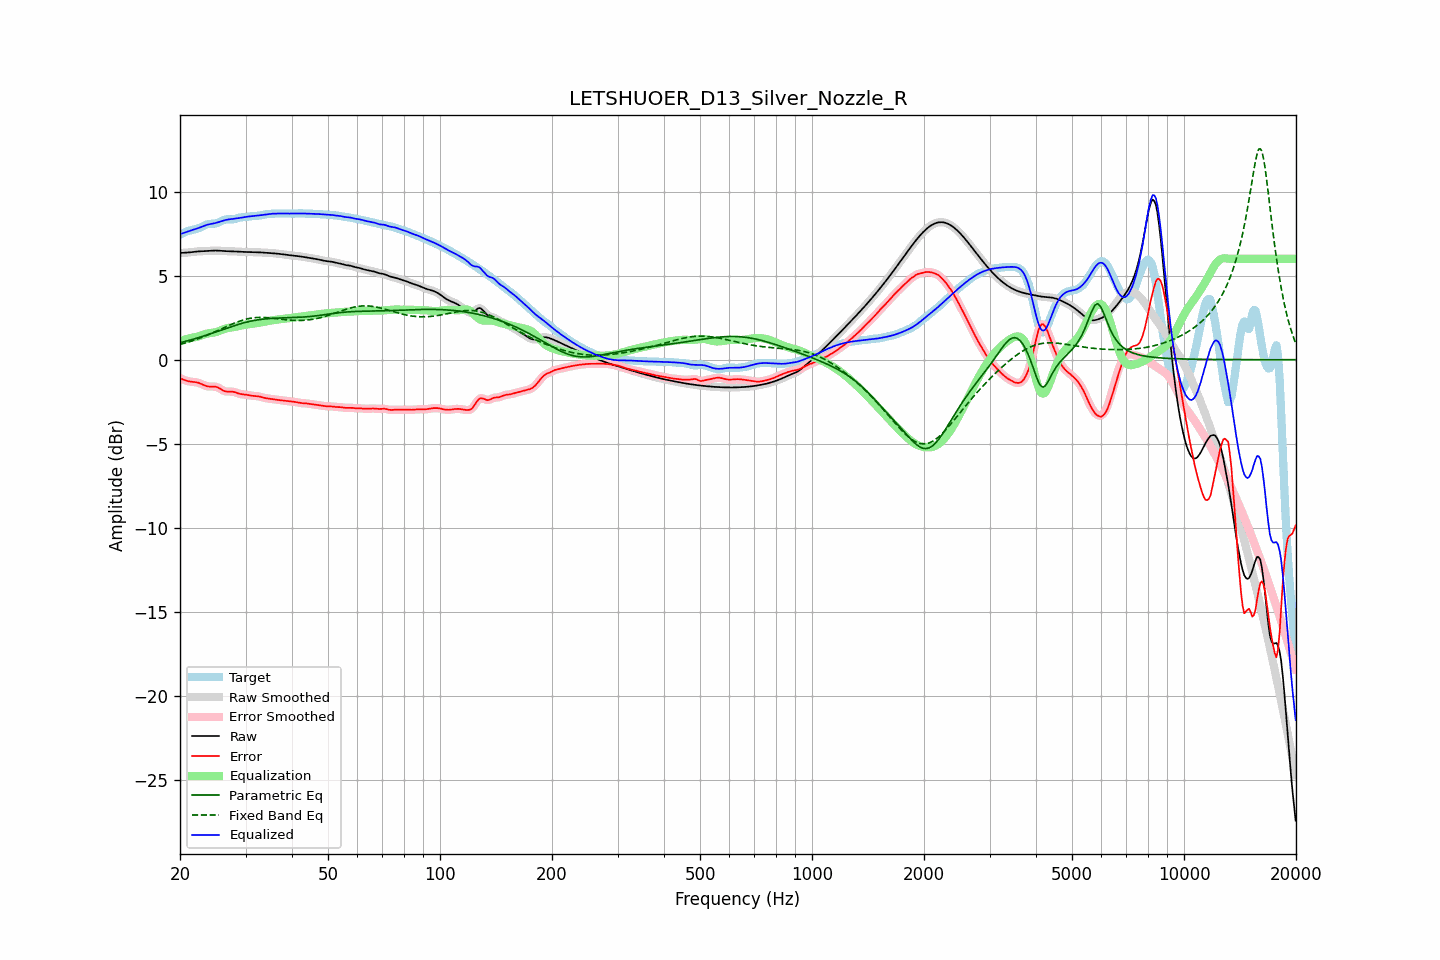 LETSHUOER_D13_Silver_Nozzle_R
Amplitude (dBr)
10
5
0
−5
−10
−15
−20
−25
Target
Raw Smoothed
Error Smoothed
Raw
Error
Equalization
Parametric Eq
Fixed Band Eq
Equalized
20 50 100 200 500 1000 2000 5000 10000 20000
Frequency (Hz)